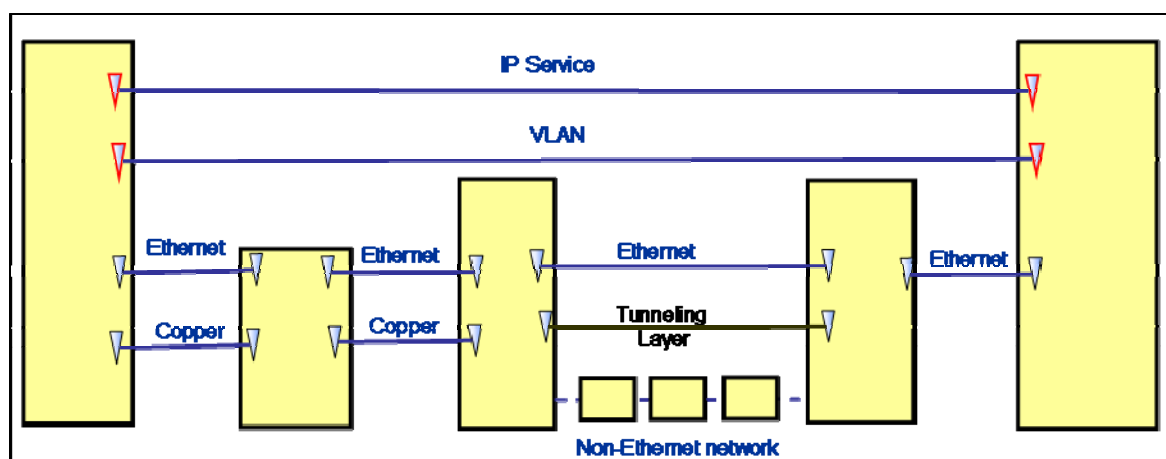 IP Service
VLAN
Ethernet
Ethernet
Ethernet
Ethernet
Copper
Copper
Tunneling
Layer
Non-Ethernet network